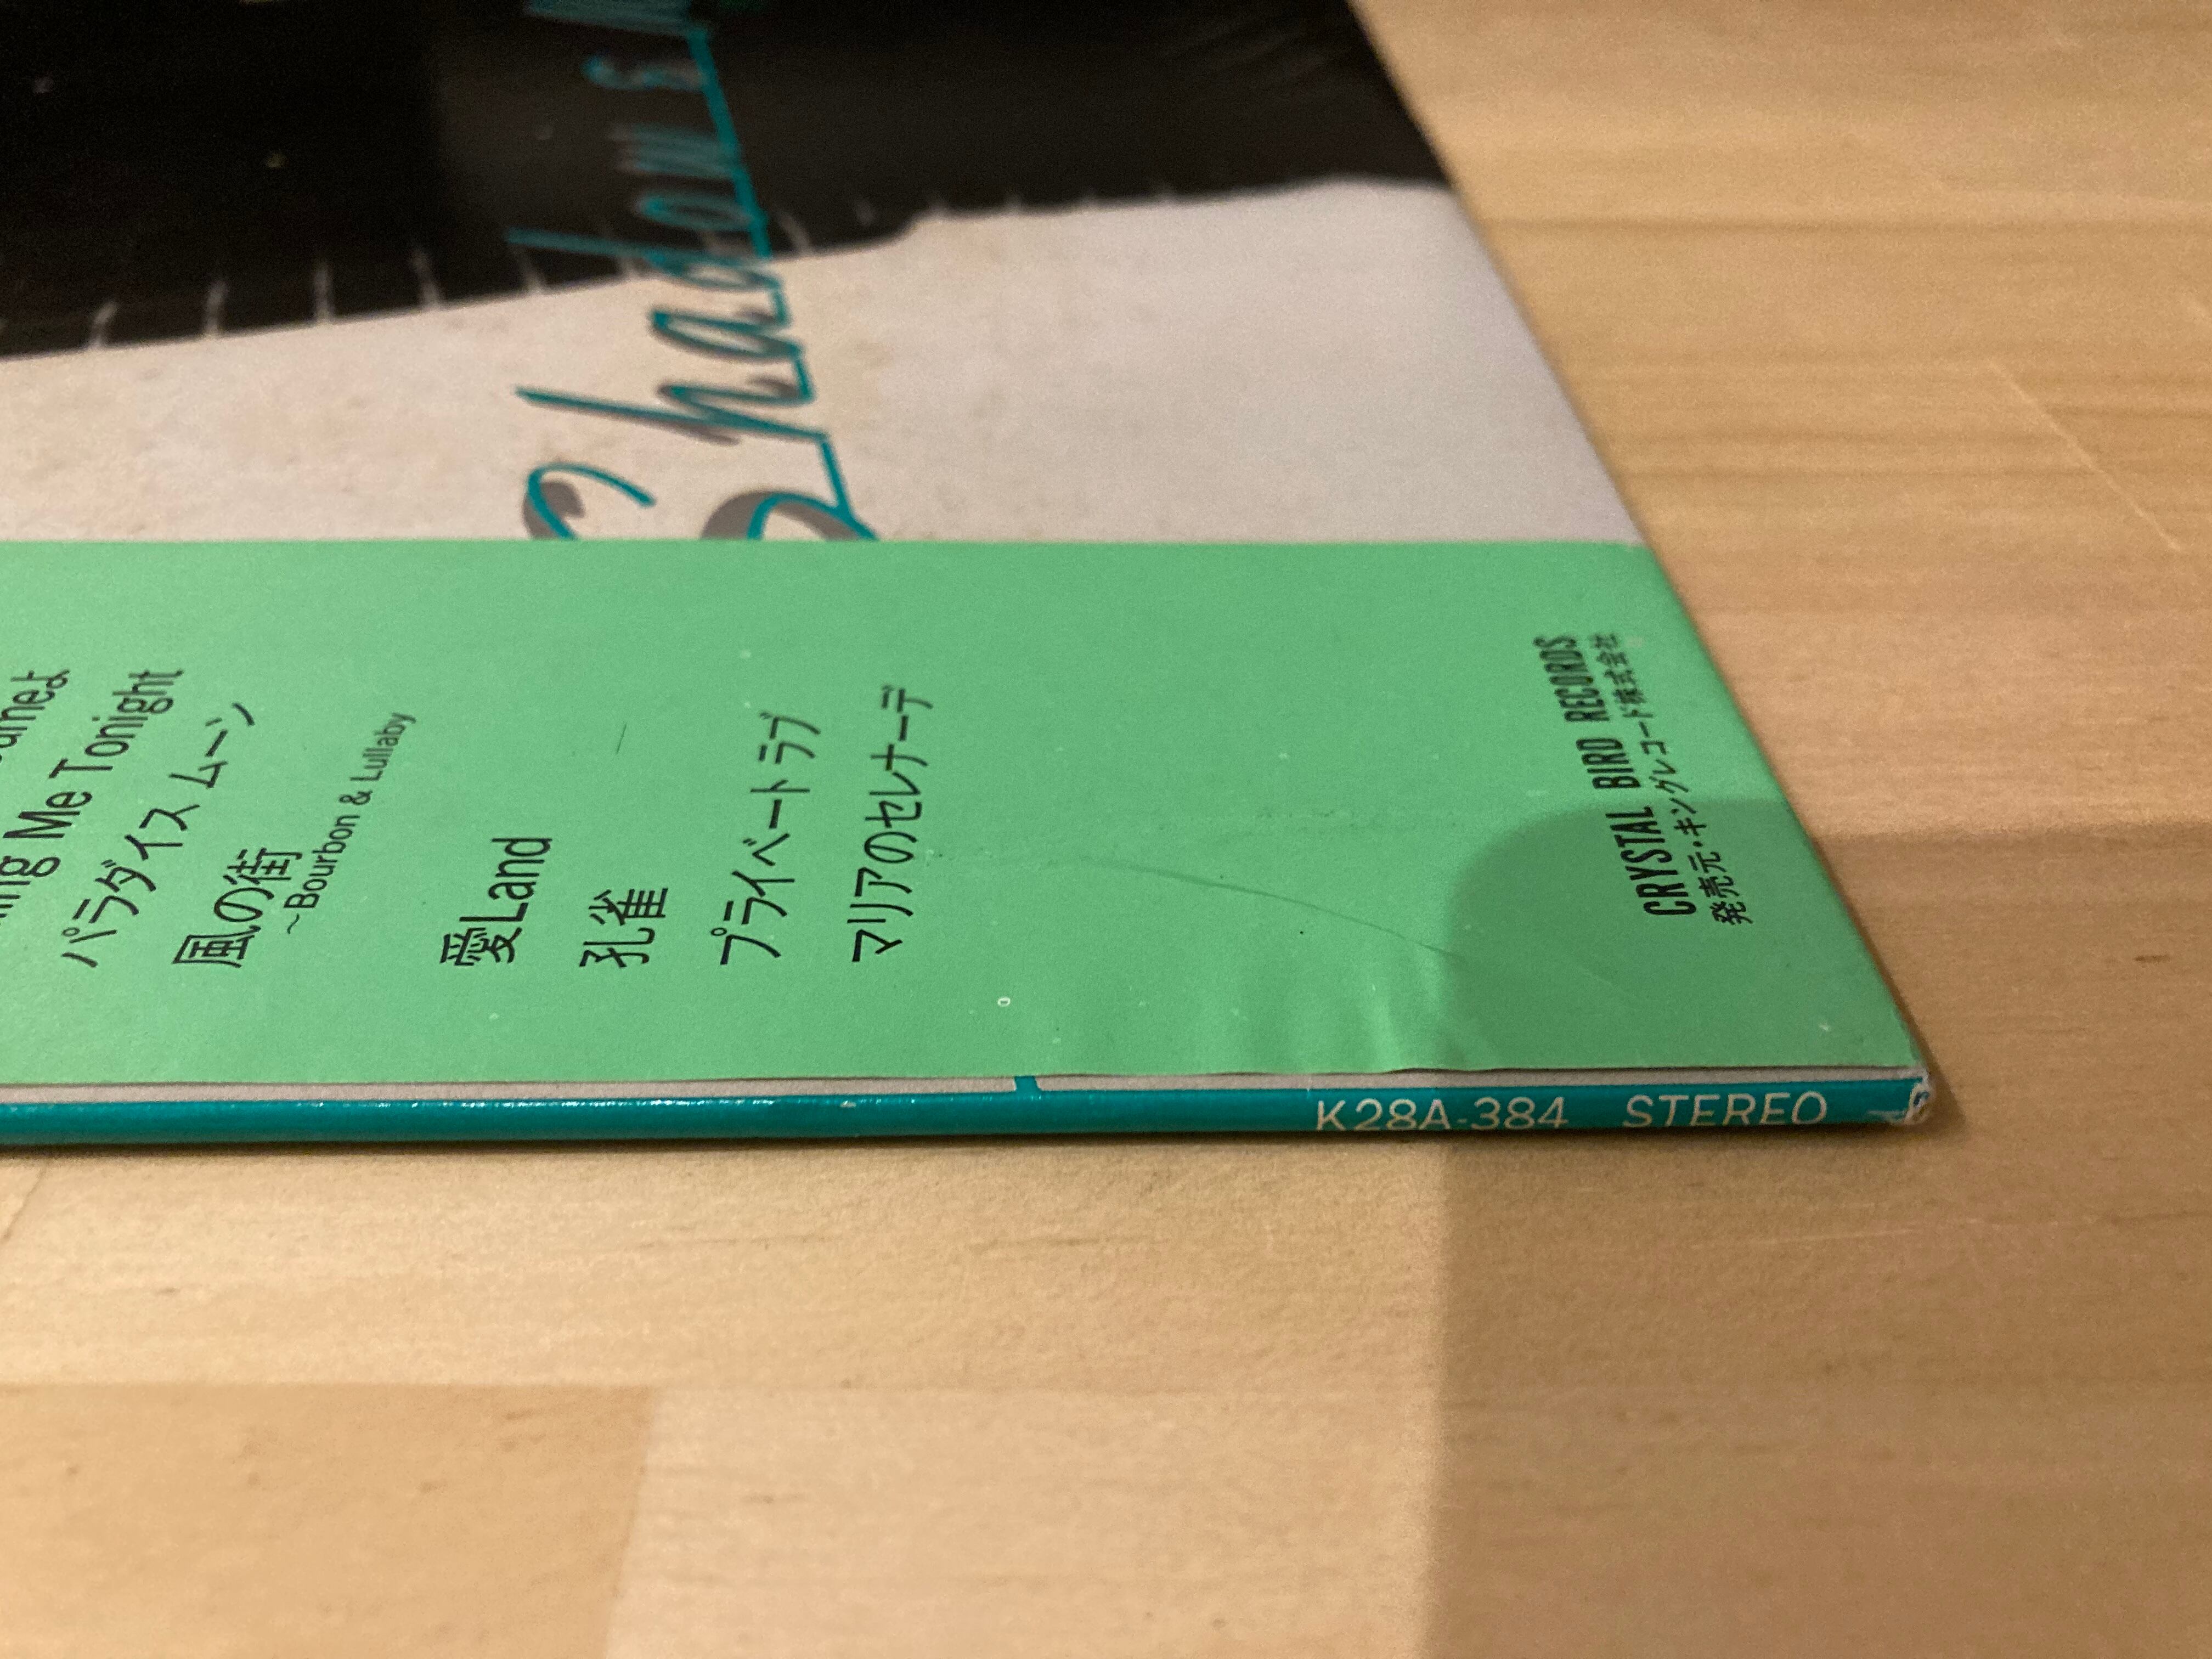 Shadows
me Tonight
パラダイス ムーン
風の街
~Bourbon & Lullaby
愛Land
孔雀
プライベート ラブ
マリアのセレナーデ
CRYSTAL BIRD RECORDS
発売元・キングレコード株式会社
K28A-384 STEREO